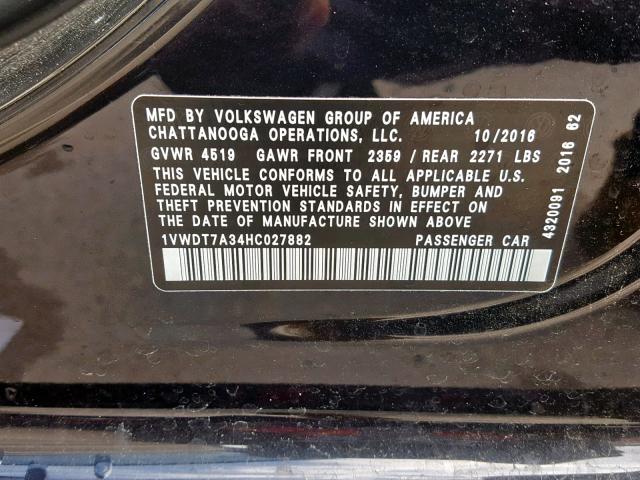 MFD BY VOLKSWAGEN GROUP OF AMERICA
CHATTANOOGA OPERATIONS, LLC. 10/2016
GVWR 4519 GAWR FRONT 2359 / REAR 2271 LBS
THIS VEHICLE CONFORMS TO ALL APPLICABLE U.S.
FEDERAL MOTOR VEHICLE SAFETY, BUMPER AND
THEFT PREVENTION STANDARDS IN EFFECT ON
THE DATE OF MANUFACTURE SHOWN ABOVE
1VWDT7A34HC027882 PASSENGER CAR
4320091 2016 62